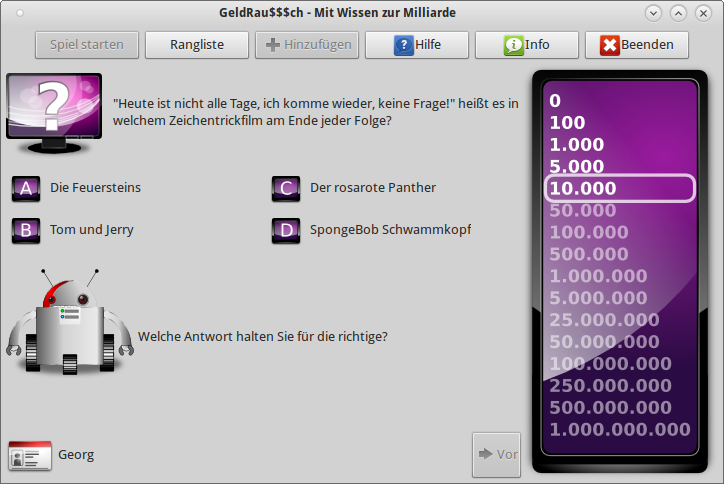 GeldRau$$$ch - Mit Wissen zur Milliarde
Spiel starten
Rangliste
Hinzufügen
Hilfe
Info
Beenden
"Heute ist nicht alle Tage, ich komme wieder, keine Frage!" heißt es in
welchem Zeichentrickfilm am Ende jeder Folge?
A Die Feuersteins
C Der rosarote Panther
B Tom und Jerry
D SpongeBob Schwammkopf
Welche Antwort halten Sie für die richtige?
Georg
Vor
0
100
1.000
5.000
10.000
50.000
100.000
500.000
1.000.000
5.000.000
25.000.000
50.000.000
100.000.000
250.000.000
500.000.000
1.000.000.000